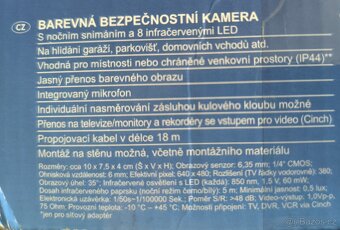 CZ
BAREVNÁ BEZPEČNOSTNÍ KAMERA
S nočním snímáním a 8 infračervenými LED
Na hlídání garáží, parkovišť, domovních vchodů atd.
Vhodná pro místnosti nebo chráněné venkovní prostory (IP44)**
Jasný přenos barevného obrazu
Integrovaný mikrofon
Individuální nasměrování zásluhou kulového kloubu možné
Přenos na televize/monitory a rekordéry se vstupem pro video (Cinch)
Propojovací kabel v délce 18 m
Montáž na stěnu možná, včetně montážního materiálu
Rozměry: cca 10 x 7,5 x 4 cm (Š x V x H); Obrazový senzor: 6,35 mm; 1/4" CMOS;
Ohnisková vzdálenost: 6 mm; Efektivní pixel: 640 x 480; Rozlišení (TV řádky horizontálně): 380;
Obrazový úhel: 35°; Infračervené osvětlení s LED (každá): 850 nm, 1,5 V, 60 mW;
noční dosah: 5 m; Minimální osvětlení: 0,5 lux;
Elektronická uzávěrka: 1/50s-1/100000 Sek.; Poměr S/R: >48 dB; Video-výstup: 1,0Vp-p,
75 Ohm; Provozní teplota: -10 °C ~ +45 °C; Možnosti připojení: TV, DVR, VCR via Cinch
*jen pro síťový adaptér